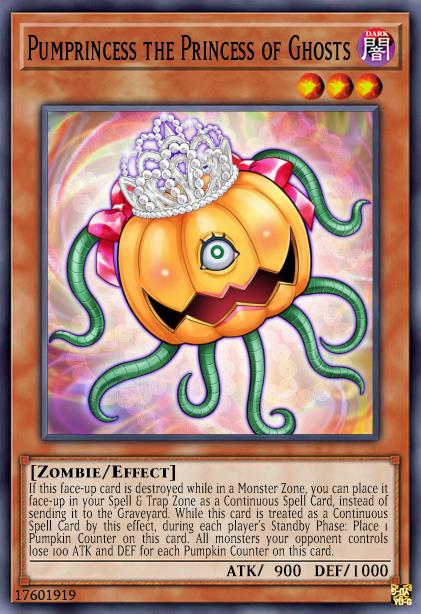 PUMPRINCESS THE PRINCESS OF GHOSTS
DARK
闇
[ZOMBIE/EFFECT]
If this face-up card is destroyed while in a Monster Zone, you can place it
face-up in your Spell & Trap Zone as a Continuous Spell Card, instead of
sending it to the Graveyard. While this card is treated as a Continuous
Spell Card by this effect, during each player's Standby Phase: Place 1
Pumpkin Counter on this card. All monsters your opponent controls
lose 100 ATK and DEF for each Pumpkin Counter on this card.
ATK/ 900 DEF/1000
17601919